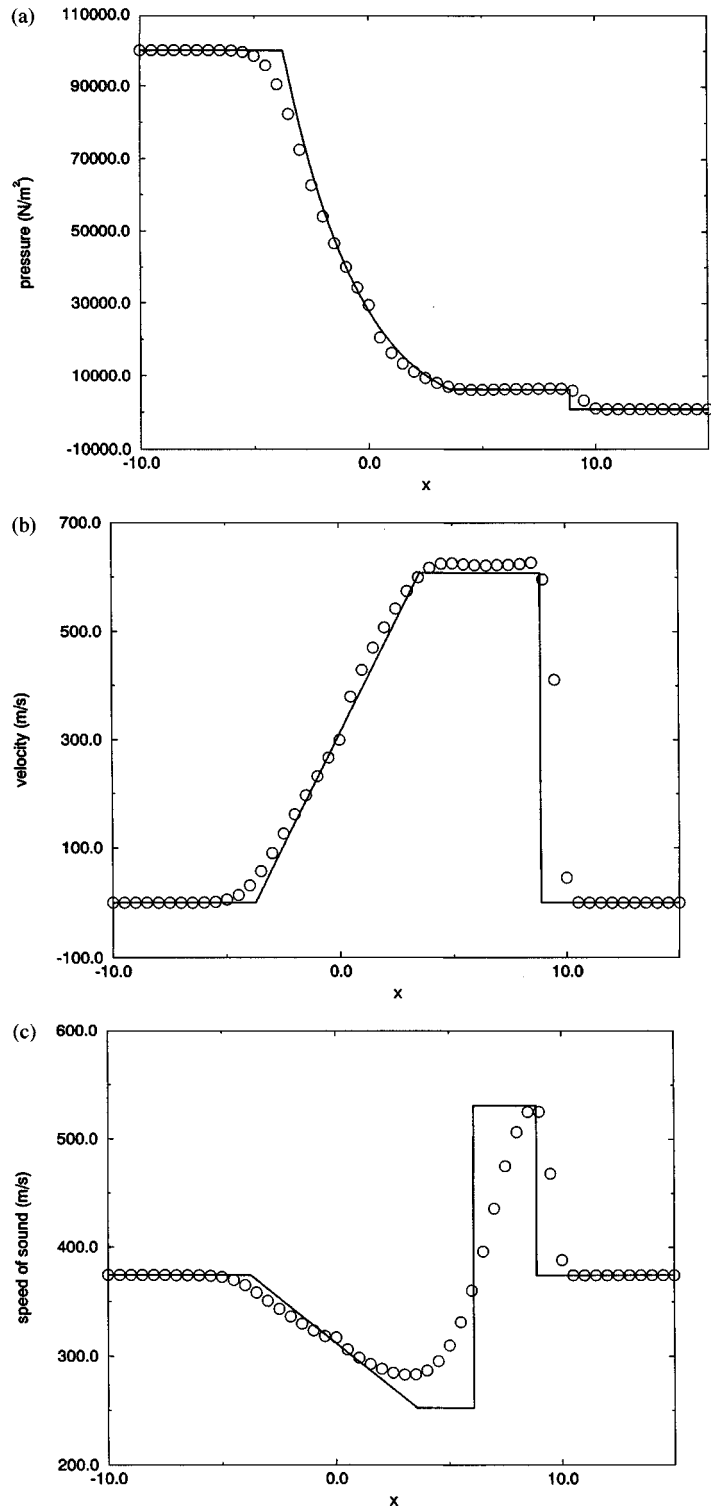 (a)
110000.0
90000.0
70000.0
50000.0
30000.0
10000.0
-10000.0
pressure (N/m²)
-10.0 0.0 10.0
x
(b)
700.0
500.0
300.0
100.0
-100.0
velocity (m/s)
-10.0 0.0 10.0
x
(c)
600.0
500.0
400.0
300.0
200.0
speed of sound (m/s)
-10.0 0.0 10.0
x